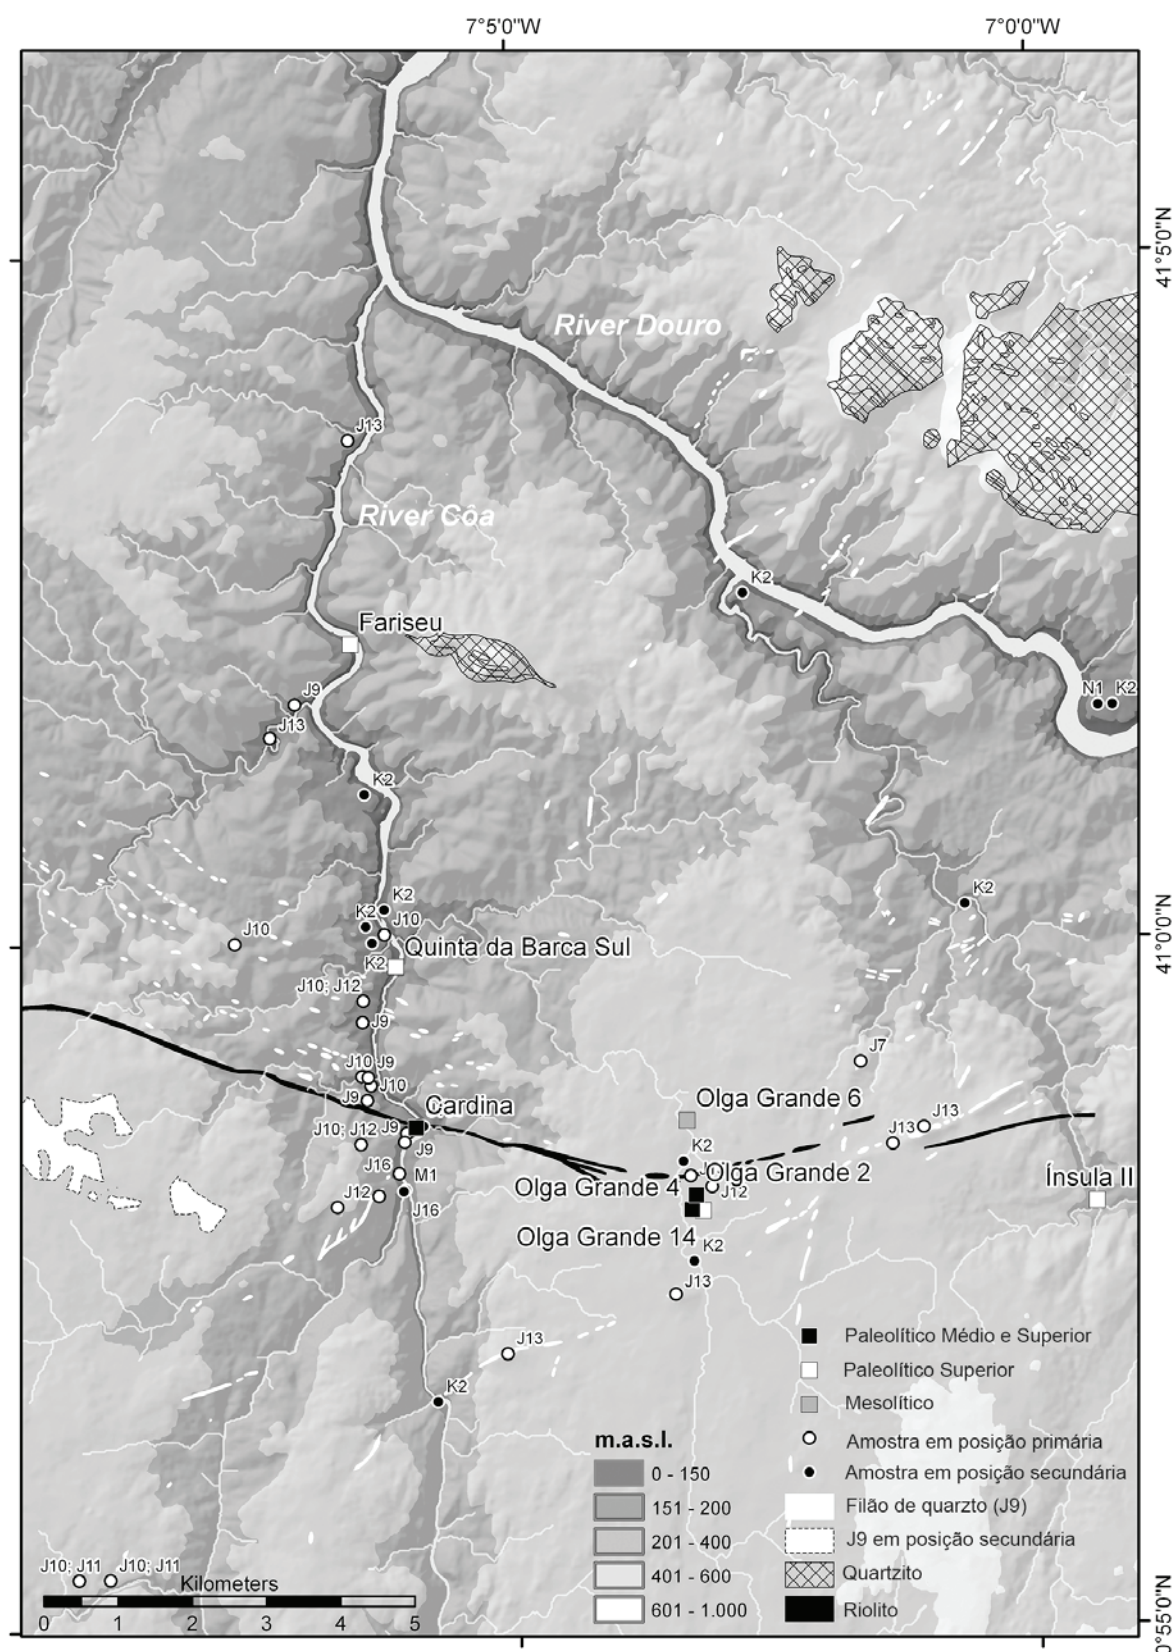 7°5'0"W
7°0'0"W
41°5'0"N
River Douro
J13
River Côa
K2
Fariseu
J9
N1
K2
J13
K2
K2
K2
K2
J10
J10
Quinta da Barca Sul
K2
41°0'0"N
J10; J12
J9
J7
J10
J9
J10
J9
Cardina
Olga Grande 6
J13
J13
J10; J12
J9
J9
K2
J16
M1
Olga Grande 2
Ínsula II
Olga Grande 4
J12
J12
J16
Olga Grande 14
K2
J13
J13
K2
Paleolítico Médio e Superior
Paleolítico Superior
Mesolítico
Amostra em posição primária
Amostra em posição secundária
Filão de quarzto (J9)
J9 em posição secundária
Quartzito
Riolito
m.a.s.l.
0 - 150
151 - 200
201 - 400
401 - 600
601 - 1.000
J10; J11
J10; J11
Kilometers
0 1 2 3 4 5
0°55'0"N